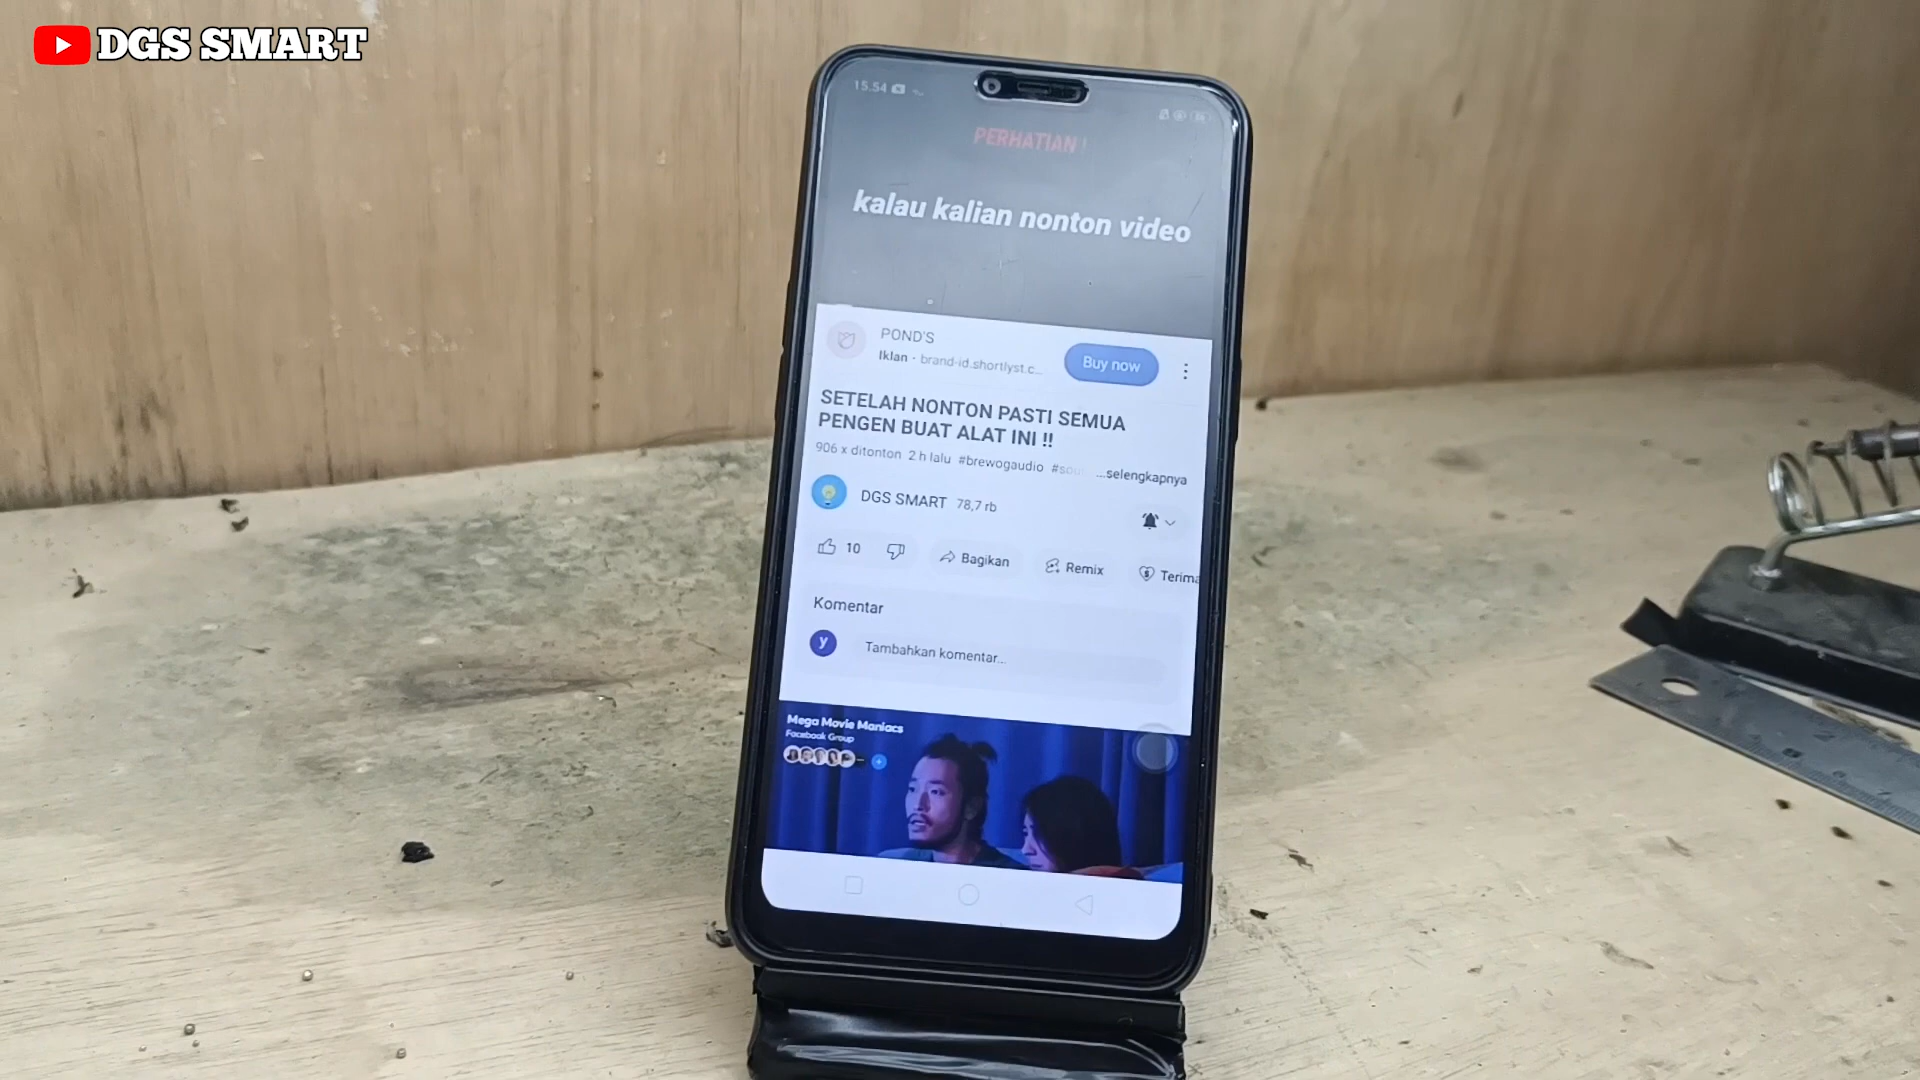 DGS SMART
15.54
PERHATIAN !
kalau kalian nonton video
POND'S
Iklan · brand-id.shortlyst.c...
Buy now
SETELAH NONTON PASTI SEMUA
PENGEN BUAT ALAT INI !!
906 x ditonton 2 h lalu #brewogaudio #sou ...selengkapnya
DGS SMART 78,7 rb
10
Bagikan
Remix
Terima
Komentar
y
Tambahkan komentar...
Mega Movie Maniacs
Facebook Group